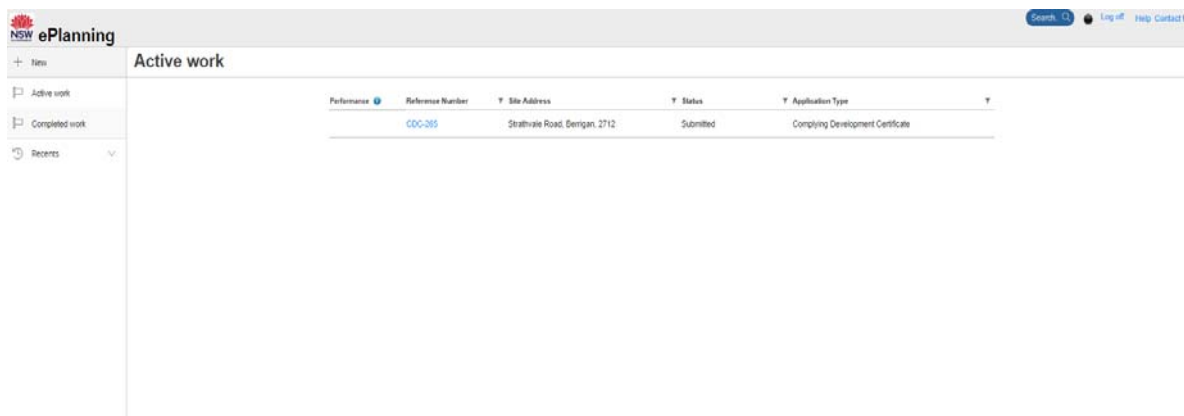 NSW ePlanning
Search. Log off Help Contact
+ New
Active work
Completed work
Recents
Active work
Performance Reference Number Site Address Status Application Type
CDC-265 Strathvale Road, Berrigan, 2712 Submitted Complying Development Certificate